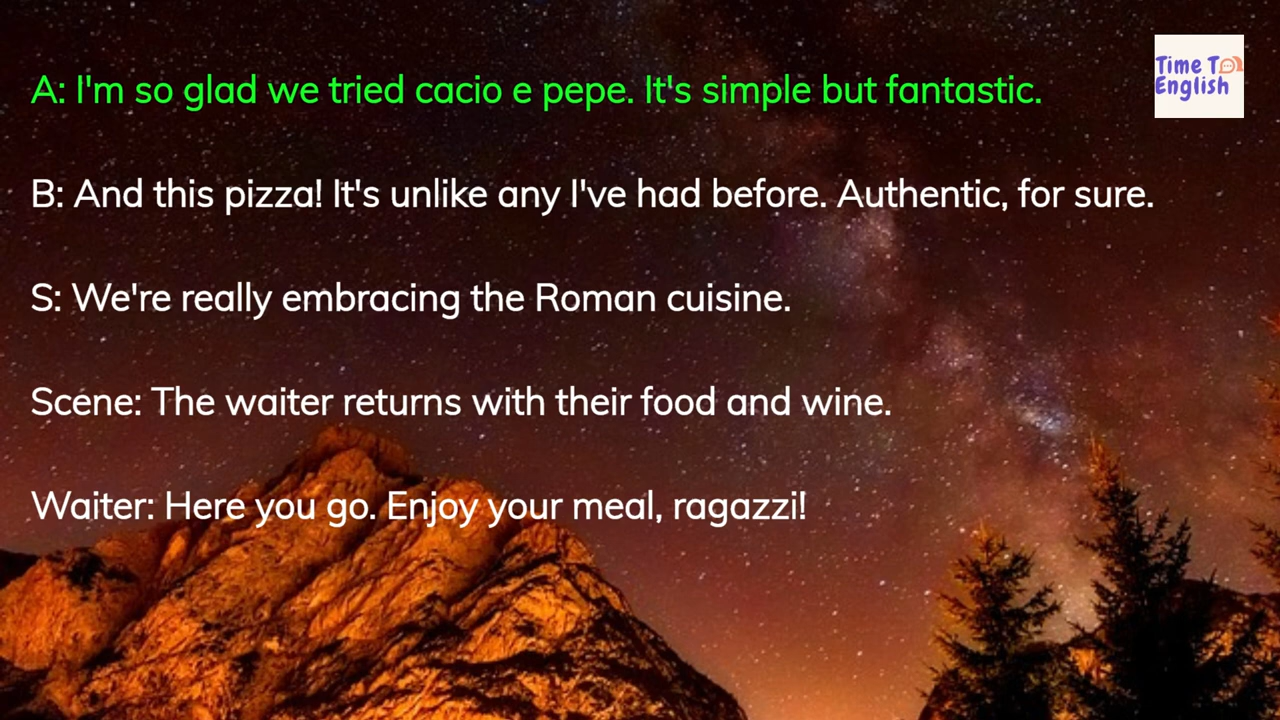 A: I'm so glad we tried cacio e pepe. It's simple but fantastic.
Time To
English
B: And this pizza! It's unlike any I've had before. Authentic, for sure.
S: We're really embracing the Roman cuisine.
Scene: The waiter returns with their food and wine.
Waiter: Here you go. Enjoy your meal, ragazzi!